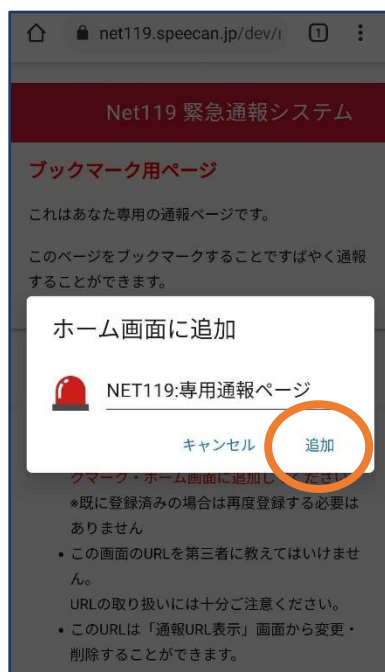 net119.speecan.jp/dev/
1
Net119 緊急通報システム
ブックマーク用ページ
これはあなた専用の通報ページです。
このページをブックマークすることですばやく通報
することができます。
ホーム画面に追加
NET119:専用通報ページ
キャンセル 追加
クマーク・ホーム画面に追加し ください
※既に登録済みの場合は再度登録する必要は
ありません
• この画面のURLを第三者に教えてはいけませ
ん。
URLの取り扱いには十分ご注意ください。
• このURLは「通報URL表示」画面から変更・
削除することができます。